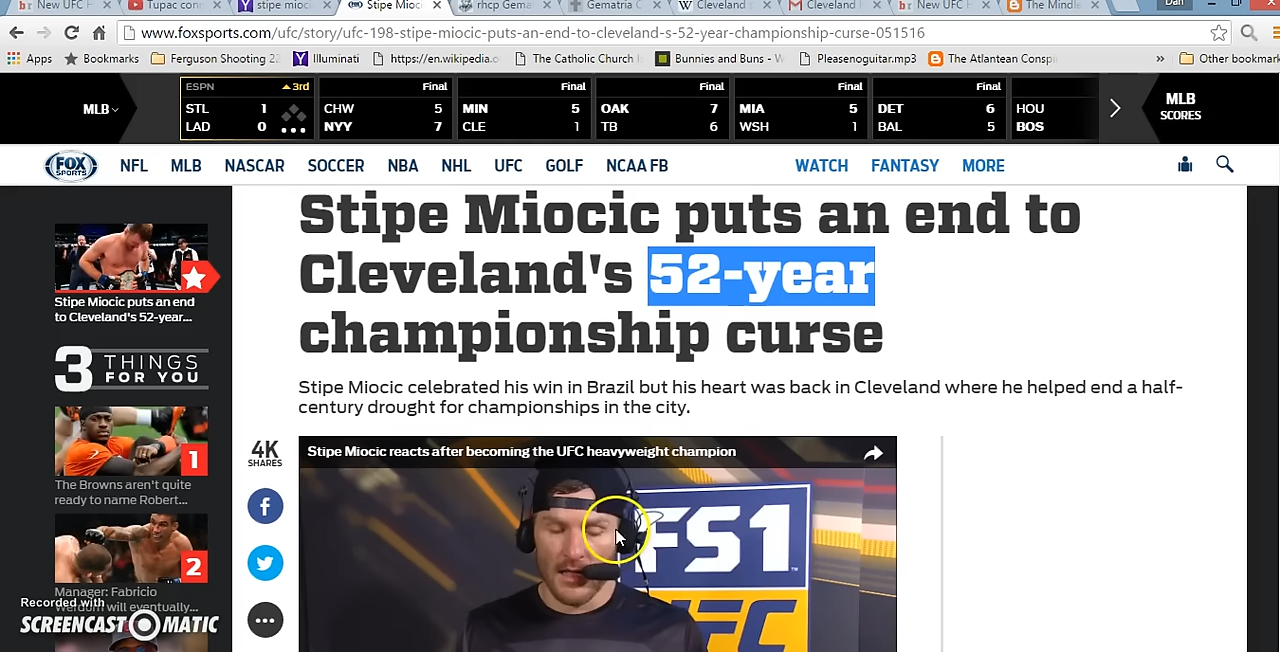 br New UFC H
Tupac con
stipe mioci
Stipe Mioc
rhcp Gema
Gematria C
W Cleveland
Cleveland I
br New UFC H
The Mindle
Dan
www.foxsports.com/ufc/story/ufc-198-stipe-miocic-puts-an-end-to-cleveland-s-52-year-championship-curse-051516
Apps
Bookmarks
Ferguson Shooting 22
Illuminati
https://en.wikipedia.o
The Catholic Church
Bunnies and Buns - W
Pleasenoguitar.mp3
The Atlantean Conspi
»
Other bookmark
MLB
ESPN 3rd
STL 1
LAD 0
Final
CHW 5
NYY 7
Final
MIN 5
CLE 1
Final
OAK 7
TB 6
Final
MIA 5
WSH 1
Final
DET 6
BAL 5
HOU
BOS
MLB
SCORES
FOX
SPORTS
NFL MLB NASCAR SOCCER NBA NHL UFC GOLF NCAA FB
WATCH FANTASY MORE
Stipe Miocic puts an end to
Cleveland's 52-year
championship curse
Stipe Miocic celebrated his win in Brazil but his heart was back in Cleveland where he helped end a half-
century drought for championships in the city.
Stipe Miocic puts an end
to Cleveland's 52-year...
3 THINGS
FOR YOU
1
The Browns aren't quite
ready to name Robert...
2
Manager: Fabricio
Werdum will eventually...
4K
SHARES
Stipe Miocic reacts after becoming the UFC heavyweight champion
FS1
UFC
Recorded with
SCREENCAST MATIC